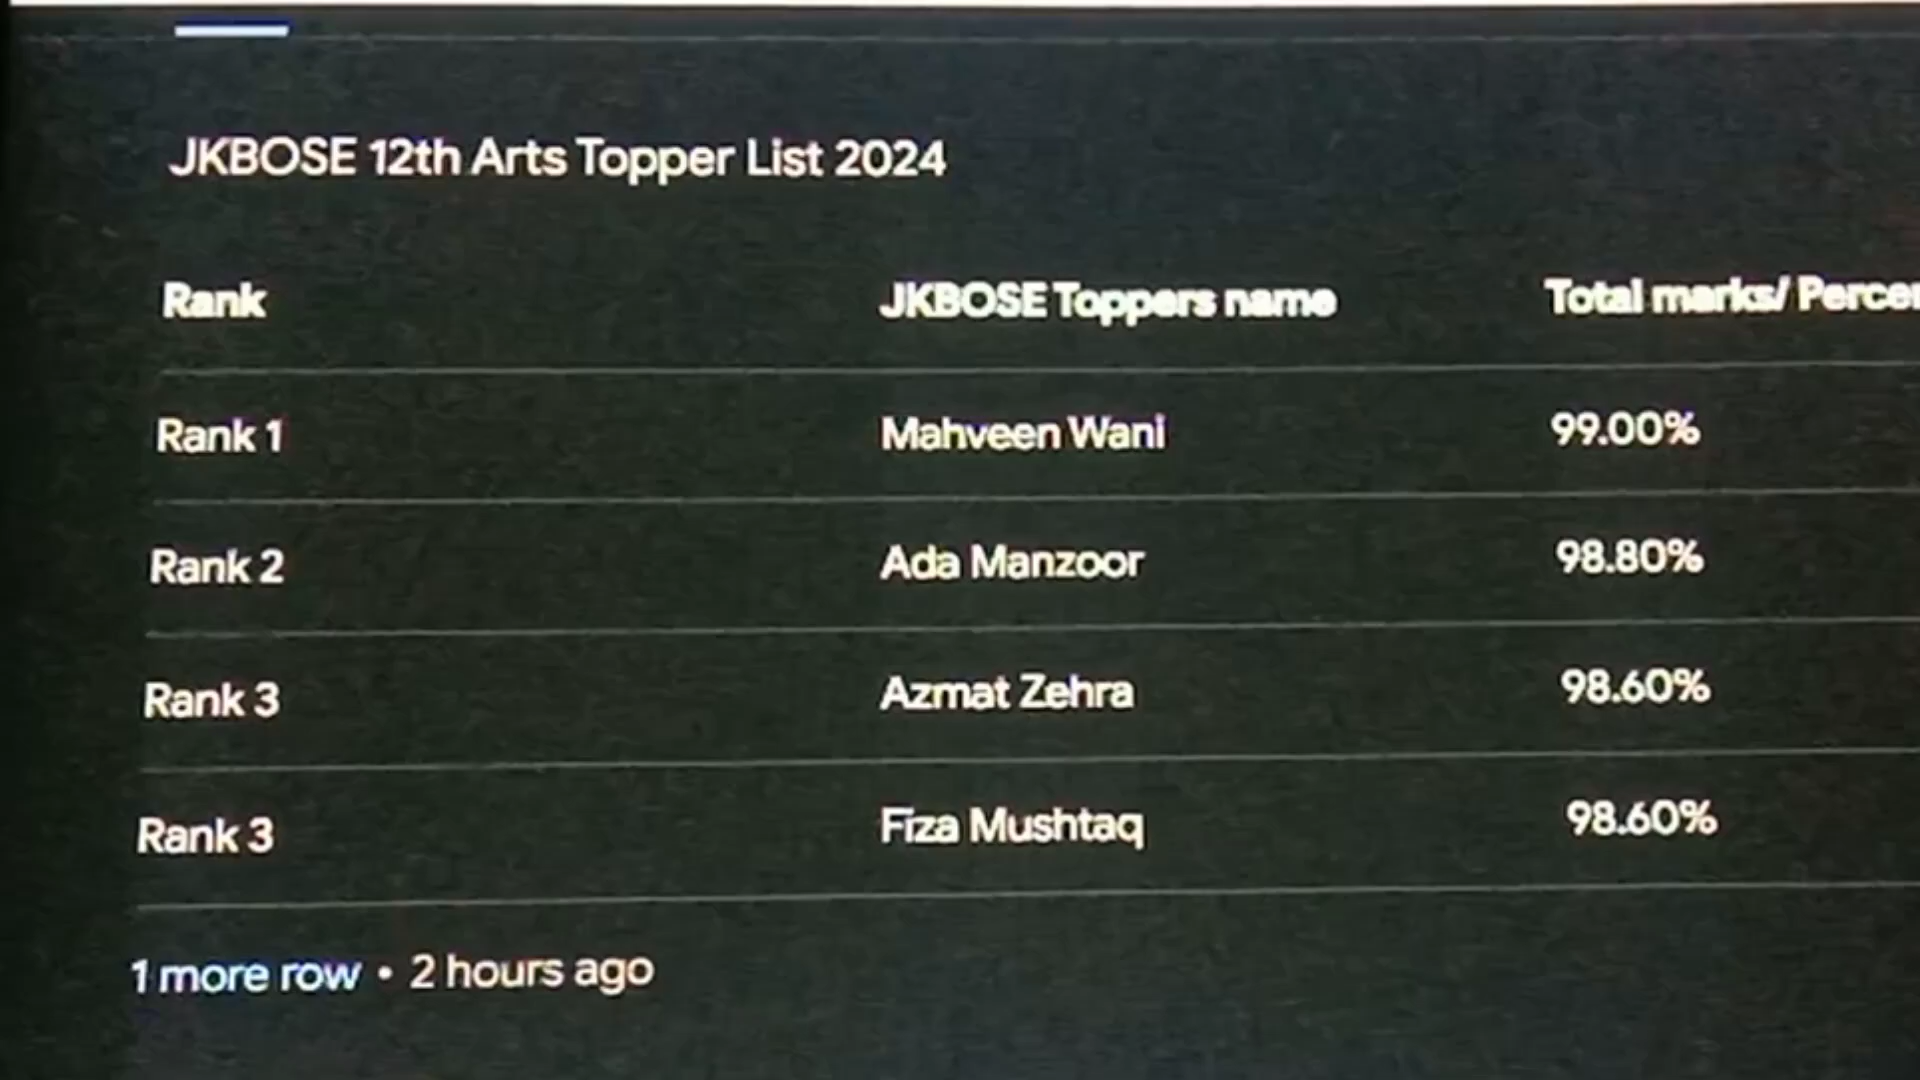 JKBOSE 12th Arts Topper List 2024
Rank JKBOSE Toppers name Total marks/
Rank 1 Mahveen Wani 99.00%
Rank 2 Ada Manzoor 98.80%
Rank 3 Azmat Zehra 98.60%
Rank 3 Fiza Mushtaq 98.60%
1 more row • 2 hours ago